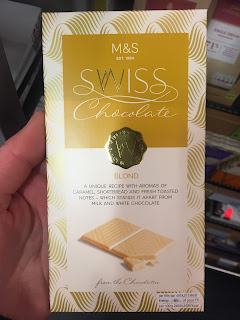 M&S
EST. 1884
SWISS
Chocolate
BLOND
A UNIQUE RECIPE WITH AROMAS OF
CARAMEL, SHORTBREAD AND FRESH TOASTED
NOTES - WHICH STANDS IT APART FROM
MILK AND WHITE CHOCOLATE
from the Chocolatier